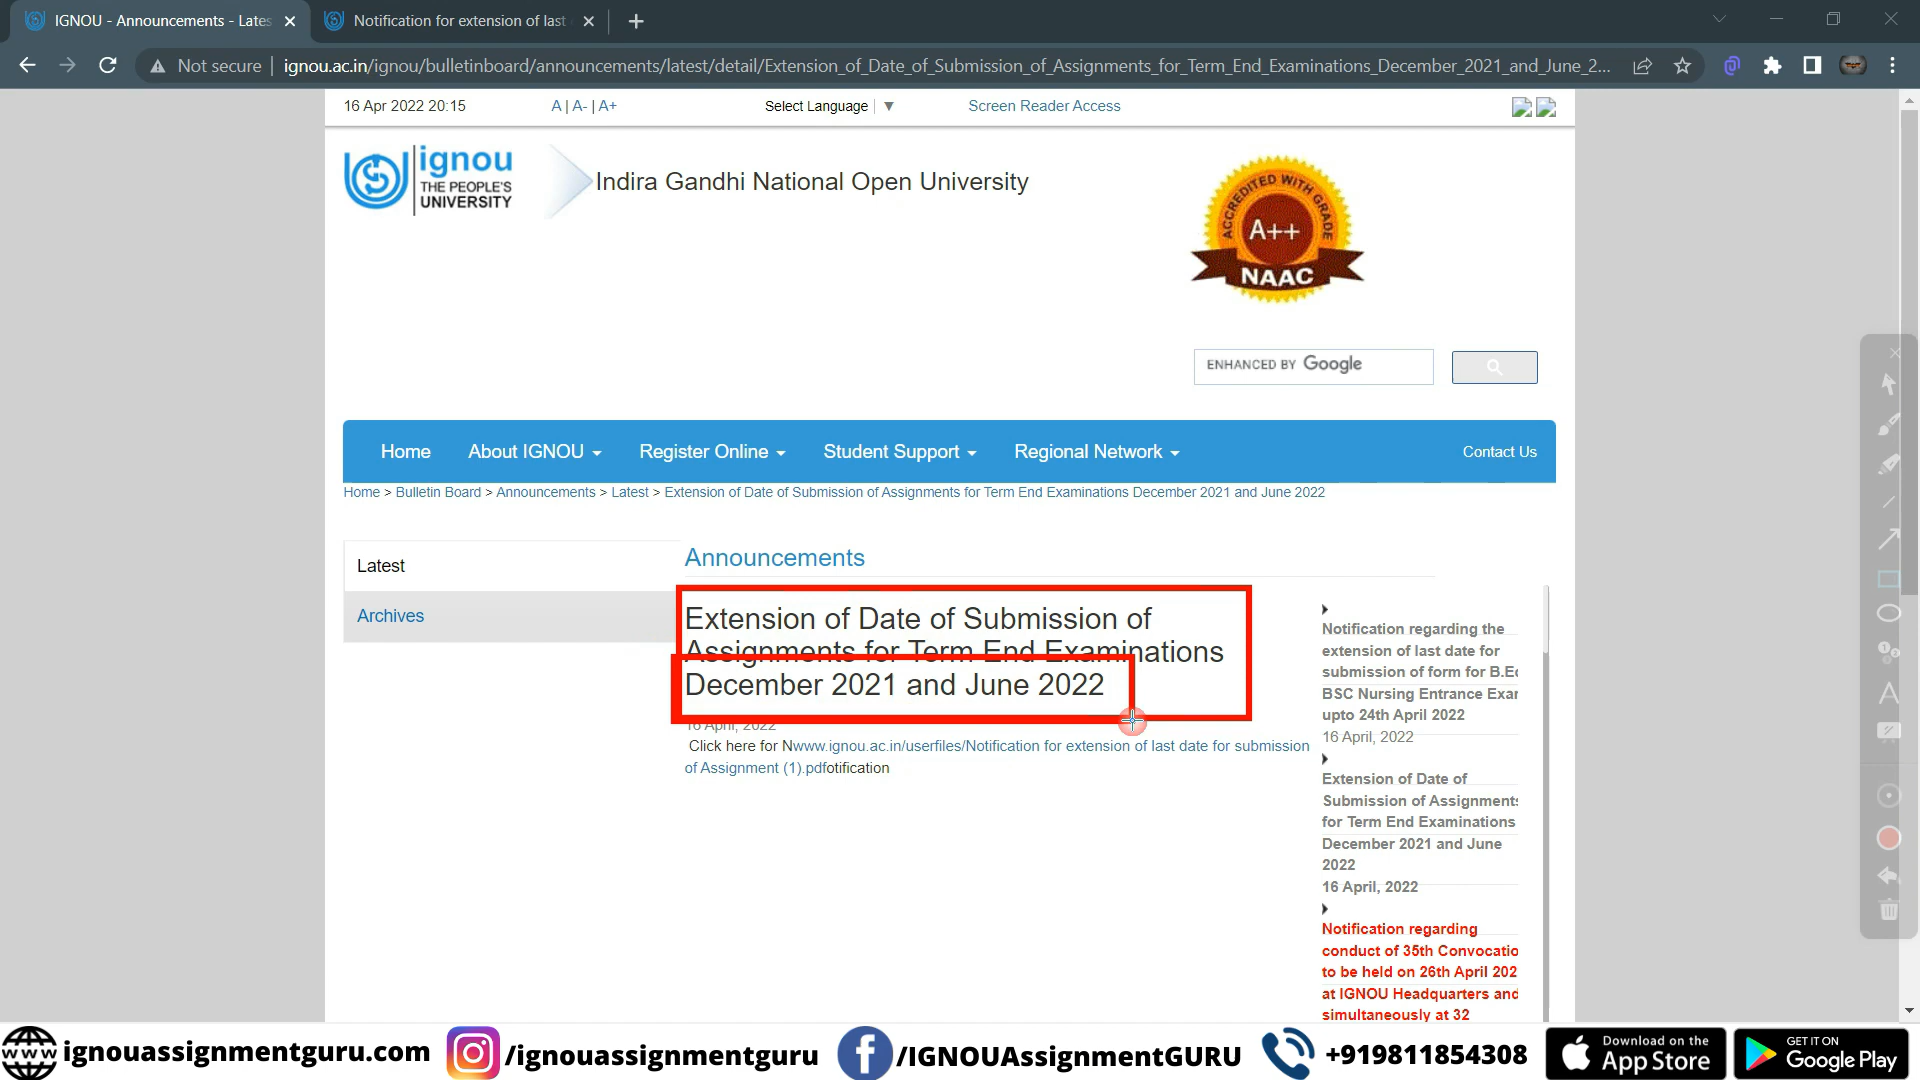 IGNOU - Announcements - Lates
Notification for extension of last
Not secure
ignou.ac.in/ignou/bulletinboard/announcements/latest/detail/Extension_of_Date_of_Submission_of_Assignments_for_Term_End_Examinations_December_2021_and_June_2...
16 Apr 2022 20:15
A | A- | A+
Select Language ▼
Screen Reader Access
ignou
THE PEOPLE'S
UNIVERSITY
Indira Gandhi National Open University
ACCREDITED WITH GRADE
A++
NAAC
ENHANCED BY Google
Home
About IGNOU
Register Online
Student Support
Regional Network
Contact Us
Home > Bulletin Board > Announcements > Latest > Extension of Date of Submission of Assignments for Term End Examinations December 2021 and June 2022
Latest
Archives
Announcements
Extension of Date of Submission of
Assignments for Term End Examinations
December 2021 and June 2022
16 April, 2022
Click here for Nwww.ignou.ac.in/userfiles/Notification for extension of last date for submission
of Assignment (1).pdfotification
Notification regarding the
extension of last date for
submission of form for B.Ed
BSC Nursing Entrance Exar
upto 24th April 2022
16 April, 2022
Extension of Date of
Submission of Assignments
for Term End Examinations
December 2021 and June
2022
16 April, 2022
Notification regarding
conduct of 35th Convocatio
to be held on 26th April 202
at IGNOU Headquarters and
simultaneously at 32
www
ignouassignmentguru.com
/ignouassignmentguru
/IGNOUAssignmentGURU
+919811854308
Download on the
App Store
GET IT ON
Google Play